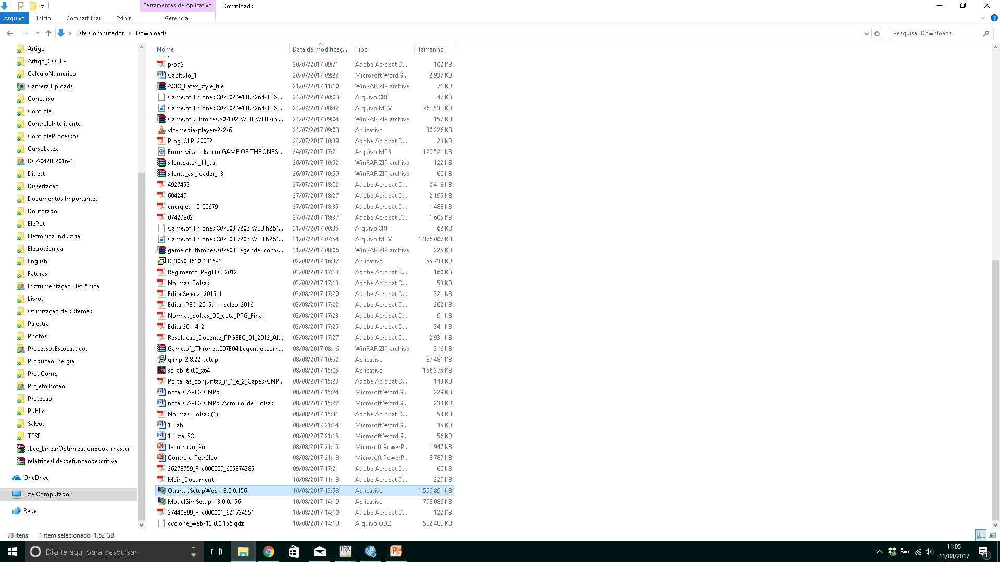 Ferramentas de Aplicativo Downloads
Arquivo Início Compartilhar Exibir Gerenciar
Este Computador Downloads Pesquisar Downloads
Artigo
Artigo_COBEP
CalculoNumérico
Camera Uploads
Concurso
Controle
ControleInteligente
ControleProcessos
CursoLatex
DCA0428_2016-1
Digest
Dissertacao
Documentos Importantes
Doutorado
ElePot
Eletrônica Industrial
Eletrotécnica
English
Faturas
Instrumentação Eletrônica
Livros
Otimização de sistemas
Palestra
Photos
ProcessosEstocasticos
ProducaoEnergia
ProgComp
Projeto botao
Protecao
Public
Salvos
TESE
JLee_LinearOptimizationBook-master
relatrioeslidesdefuncaodescritiva
OneDrive
Este Computador
Rede
Nome Data de modificaç... Tipo Tamanho
prog2 20/07/2017 09:21 Adobe Acrobat D... 102 KB
Capítulo_1 20/07/2017 09:22 Microsoft Word 9... 2.937 KB
ASJC_Latex_style_file 21/07/2017 11:10 WinRAR ZIP archive 71 KB
Game.of.Thrones.S07E02.WEB.h264-TBS[... 24/07/2017 00:08 Arquivo SRT 47 KB
Game.of.Thrones.S07E02.WEB.h264-TBS[... 24/07/2017 08:42 Arquivo MKV 768.538 KB
Game.of_.Thrones.S07E02_WEB_WEBRip.... 24/07/2017 09:04 WinRAR ZIP archive 157 KB
vlc-media-player-2-2-6 24/07/2017 09:08 Aplicativo 30.226 KB
Prog_CLP_20082 24/07/2017 10:39 Adobe Acrobat D... 23 KB
Euron vida loka em GAME OF THRONES ... 24/07/2017 17:21 Arquivo MP3 129.521 KB
silentpatch_11_sa 26/07/2017 10:52 WinRAR ZIP archive 122 KB
silents_asi_loader_13 26/07/2017 10:59 WinRAR ZIP archive 60 KB
4927453 27/07/2017 18:02 Adobe Acrobat D... 2.418 KB
604249 27/07/2017 18:27 Adobe Acrobat D... 2.195 KB
energies-10-00679 27/07/2017 18:35 Adobe Acrobat D... 1.488 KB
07429802 27/07/2017 18:37 Adobe Acrobat D... 1.605 KB
Game.of.Thrones.S07E03.720p.WEB.h264... 31/07/2017 00:35 Arquivo SRT 62 KB
Game.of.Thrones.S07E03.720p.WEB.h264... 31/07/2017 07:54 Arquivo MKV 1.376.007 KB
game.of_.thrones.s07e03.Legendei.com-... 31/07/2017 08:06 WinRAR ZIP archive 225 KB
DJ3050_J610_1315-1 02/08/2017 16:37 Aplicativo 55.733 KB
Regimento_PPgEEC_2012 03/08/2017 17:13 Adobe Acrobat D... 160 KB
Normas_Bolsas 03/08/2017 17:13 Adobe Acrobat D... 53 KB
EditalSelecao2015_1 03/08/2017 17:20 Adobe Acrobat D... 321 KB
Edital_PEC_2015.1_-_seleo_2016 03/08/2017 17:22 Adobe Acrobat D... 202 KB
Normas_bolsas_DS_cota_PPG_Final 03/08/2017 17:23 Adobe Acrobat D... 91 KB
Edital20114-2 03/08/2017 17:25 Adobe Acrobat D... 341 KB
Resolucao_Docente_PPGEEC_01_2012_Alt... 03/08/2017 17:27 Adobe Acrobat D... 2.931 KB
Game.of_.Thrones.S07E04.Legendei.com... 08/08/2017 08:16 WinRAR ZIP archive 316 KB
gimp-2.8.22-setup 08/08/2017 10:52 Aplicativo 87.481 KB
scilab-6.0.0_x64 08/08/2017 15:05 Aplicativo 156.375 KB
Portarias_conjuntas_n_1_e_2_Capes-CNP... 08/08/2017 15:23 Adobe Acrobat D... 143 KB
nota_CAPES_CNPq 08/08/2017 15:24 Microsoft Word 9... 229 KB
nota_CAPES_CNPq_Acmulo_de_Bolsas 08/08/2017 15:27 Microsoft Word 9... 233 KB
Normas_Bolsas (1) 08/08/2017 15:31 Adobe Acrobat D... 53 KB
1_Lab 08/08/2017 21:14 Microsoft Word 9... 35 KB
1_lista_SC 08/08/2017 21:15 Microsoft Word 9... 56 KB
1- Introdução 08/08/2017 21:15 Microsoft PowerP... 1.947 KB
Controle_Petróleo 08/08/2017 21:18 Microsoft PowerP... 8.787 KB
26278759_File000009_605374385 09/08/2017 17:21 Adobe Acrobat D... 60 KB
Main_Document 10/08/2017 11:18 Adobe Acrobat D... 229 KB
QuartusSetupWeb-13.0.0.156 10/08/2017 13:58 Aplicativo 1.599.891 KB
ModelSimSetup-13.0.0.156 10/08/2017 14:10 Aplicativo 798.086 KB
27440899_File000001_621724551 10/08/2017 14:10 Adobe Acrobat D... 122 KB
cyclone_web-13.0.0.156.qdz 10/08/2017 14:18 Arquivo QDZ 582.488 KB
78 itens 1 item selecionado 1,52 GB
Digite aqui para pesquisar
TEX
11:05
11/08/2017
1